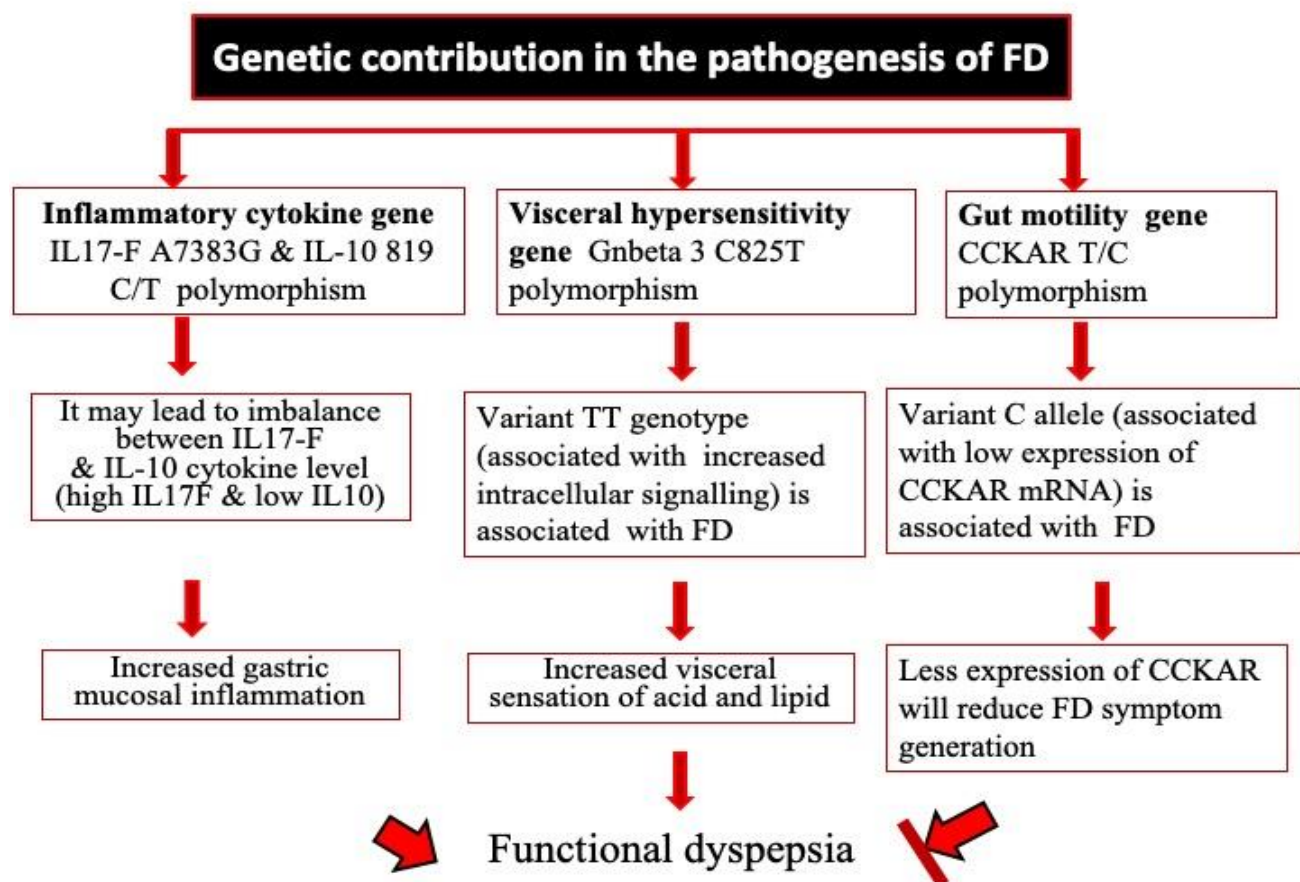 Genetic contribution in the pathogenesis of FD
Inflammatory cytokine gene
IL17-F A7383G & IL-10 819
C/T polymorphism
Visceral hypersensitivity
gene Gnbeta 3 C825T
polymorphism
Gut motility gene
CCKAR T/C
polymorphism
It may lead to imbalance
between IL17-F
& IL-10 cytokine level
(high IL17F & low IL10)
Variant TT genotype
(associated with increased
intracellular signalling) is
associated with FD
Variant C allele (associated
with low expression of
CCKAR mRNA) is
associated with FD
Increased gastric
mucosal inflammation
Increased visceral
sensation of acid and lipid
Less expression of CCKAR
will reduce FD symptom
generation
Functional dyspepsia